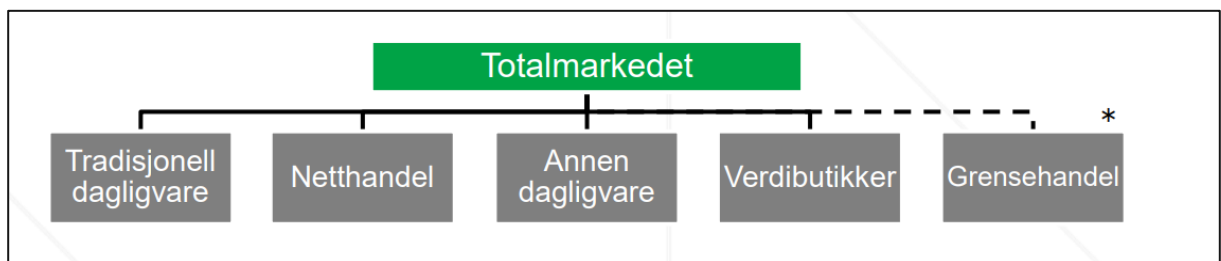 Totalmarkedet
*
Tradisjonell
dagligvare
Netthandel
Annen
dagligvare
Verdibutikker
Grensehandel